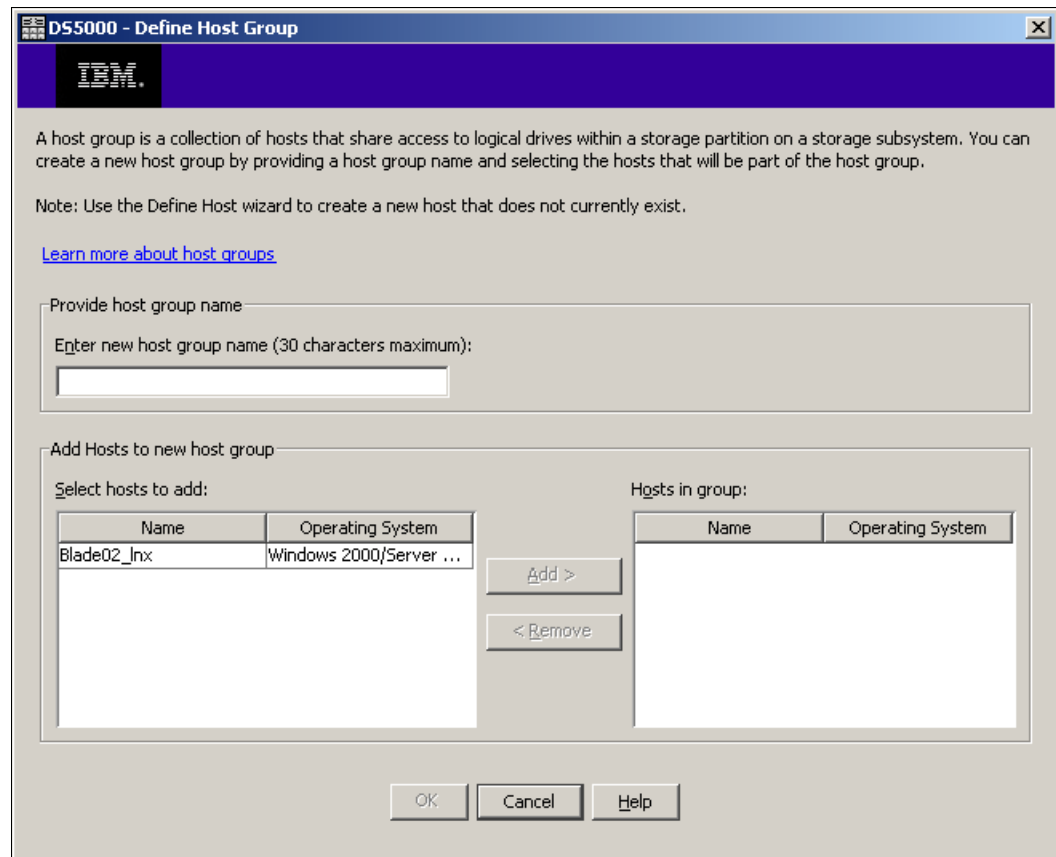 DS5000 - Define Host Group
IBM.
A host group is a collection of hosts that share access to logical drives within a storage partition on a storage subsystem. You can
create a new host group by providing a host group name and selecting the hosts that will be part of the host group.
Note: Use the Define Host wizard to create a new host that does not currently exist.
Learn more about host groups
Provide host group name
Enter new host group name (30 characters maximum):
Add Hosts to new host group
Select hosts to add:
Hosts in group:
Name Operating System
Name Operating System
Blade02_lnx Windows 2000/Server ...
Add >
< Remove
OK Cancel Help